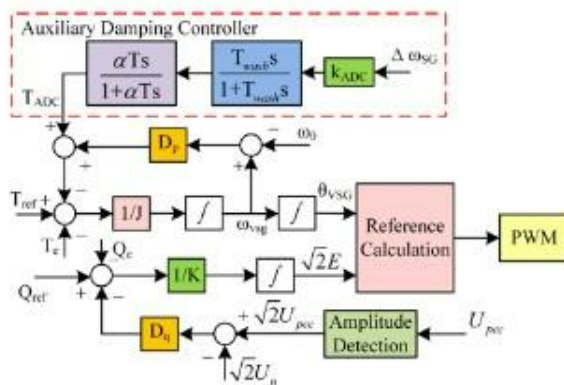 Auxiliary Damping Controller
αTs
1+αTs
T_wash s
1+T_wash s
k_ADC
Δ ω_SG
T_ADC
+
+
D_p
−
+
ω_0
−
T_ref +
−
T_e
1/J
∫
ω_vsg
∫
θ_VSG
Reference
Calculation
PWM
Q_e
−
Q_ref
+
−
1/K
∫
√2E
D_q
+ √2U_pcc
−
√2U_n
Amplitude
Detection
U_pcc